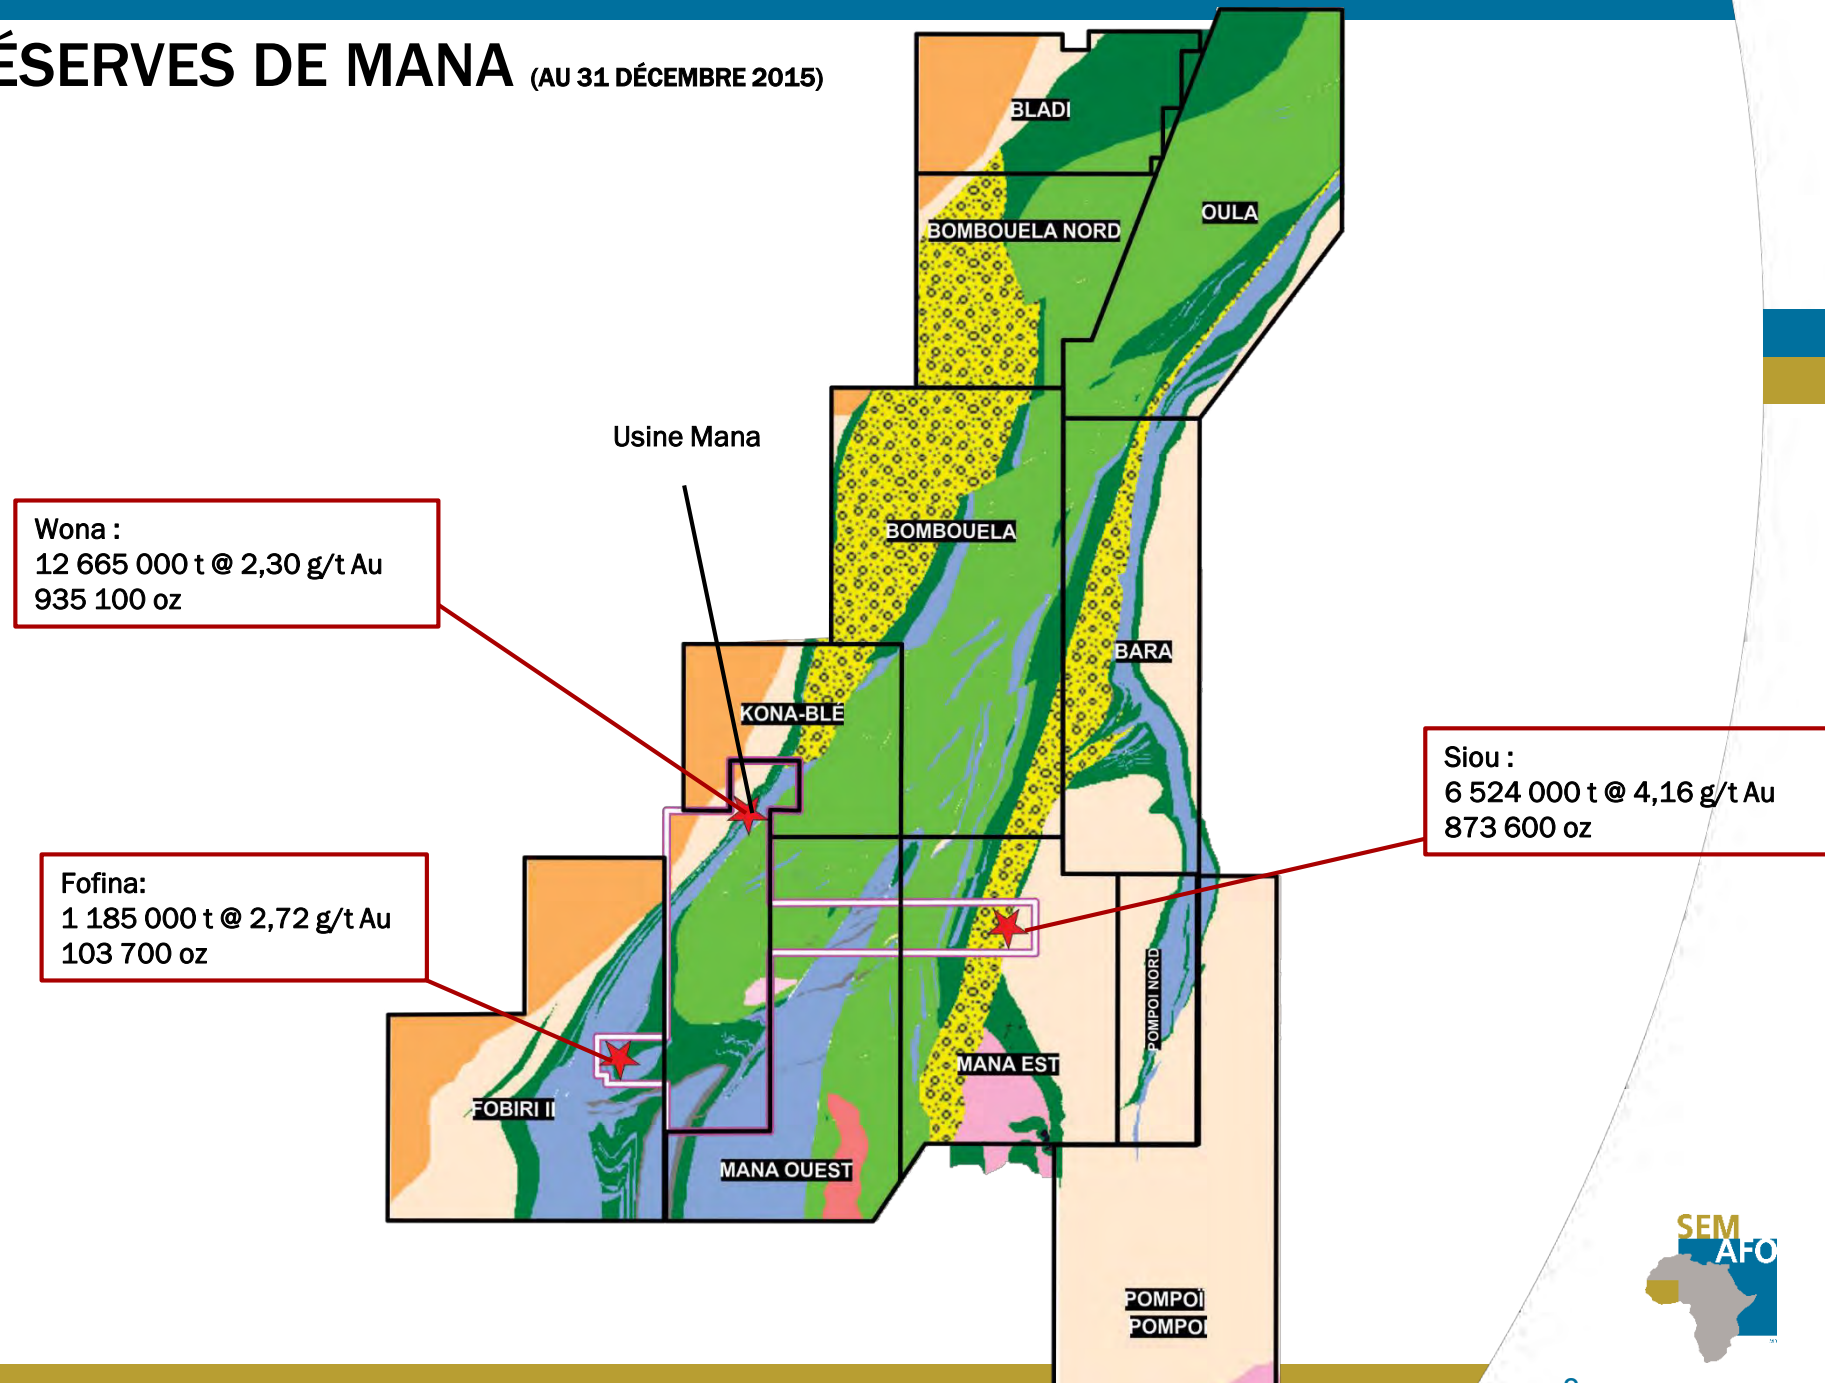 ÉSERVES DE MANA (AU 31 DÉCEMBRE 2015)
BLADI
OULA
BOMBOUELA NORD
Usine Mana
Wona :
12 665 000 t @ 2,30 g/t Au
935 100 oz
BOMBOUELA
BARA
KONA-BLÉ
Siou :
6 524 000 t @ 4,16 g/t Au
873 600 oz
Fofina:
1 185 000 t @ 2,72 g/t Au
103 700 oz
POMPOI NORD
MANA EST
FOBIRI II
MANA OUEST
SEM
AFO
POMPOÏ
POMPOI